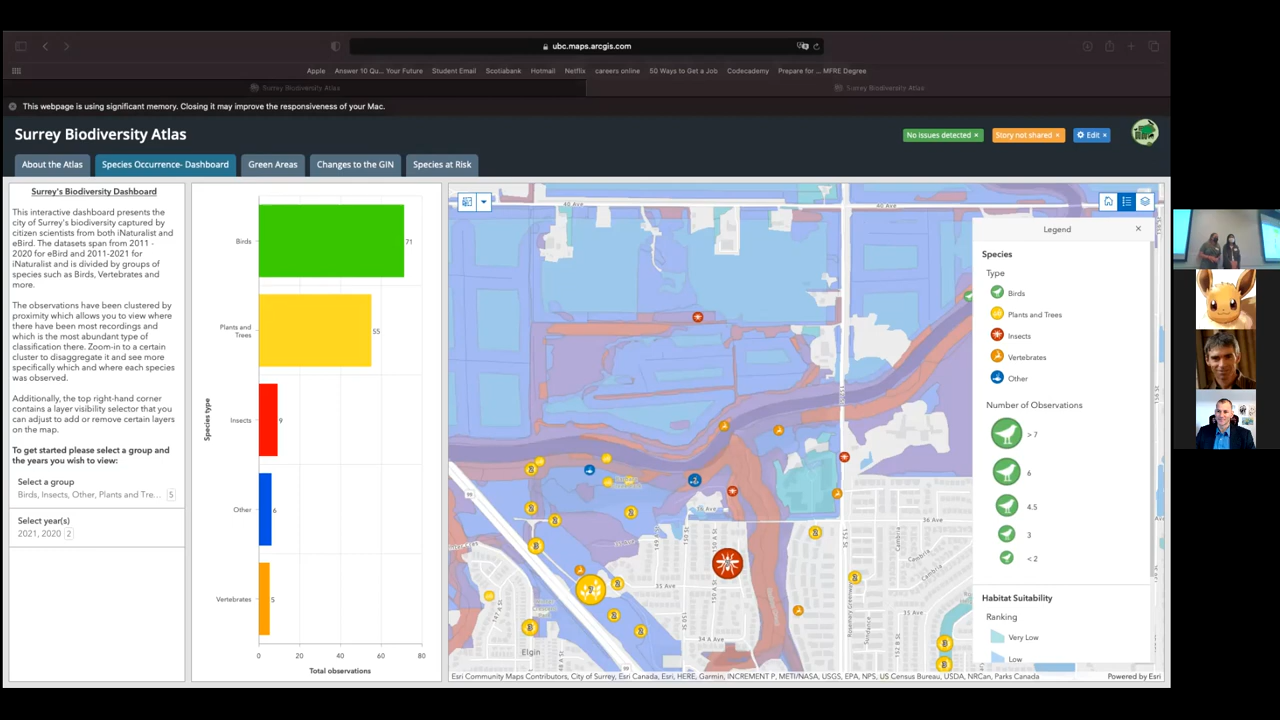 ubc.maps.arcgis.com
Apple Answer 10 Qu... Your Future Student Email Scotiabank Hotmail Netflix careers online 50 Ways to Get a Job Codecademy Prepare for ... MFRE Degree
Surrey Biodiversity Atlas Surrey Biodiversity Atlas
This webpage is using significant memory. Closing it may improve the responsiveness of your Mac.
Surrey Biodiversity Atlas
No issues detected × Story not shared × Edit ×
About the Atlas Species Occurrence- Dashboard Green Areas Changes to the GIN Species at Risk
Surrey's Biodiversity Dashboard
This interactive dashboard presents the
city of Surrey's biodiversity captured by
citizen scientists from both iNaturalist and
eBird. The datasets span from 2011 -
2020 for eBird and 2011-2021 for
iNaturalist and is divided by groups of
species such as Birds, Vertebrates and
more.
The observations have been clustered by
proximity which allows you to view where
there have been most recordings and
which is the most abundant type of
classification there. Zoom-in to a certain
cluster to disaggregate it and see more
specifically which and where each species
was observed.
Additionally, the top right-hand corner
contains a layer visibility selector that you
can adjust to add or remove certain layers
on the map.
To get started please select a group and
the years you wish to view:
Select a group
Birds, Insects, Other, Plants and Tre... 5
Select year(s)
2021, 2020 2
Species type
Birds 71
Plants and
Trees 55
Insects 9
Other 6
Vertebrates 5
0 20 40 60 80
Total observations
40 Ave 40 Ave
36 Ave
35 Ave
34 A Ave
152 St
150 St
Rosemary Greenway
Cambria
Elgin
99
Legend
Species
Type
Birds
Plants and Trees
Insects
Vertebrates
Other
Number of Observations
> 7
6
4.5
3
< 2
Habitat Suitability
Ranking
Very Low
Low
Esri Community Maps Contributors, City of Surrey, Esri Canada, Esri, HERE, Garmin, INCREMENT P, METI/NASA, USGS, EPA, NPS, US Census Bureau, USDA, NRCan, Parks Canada Powered by Esri